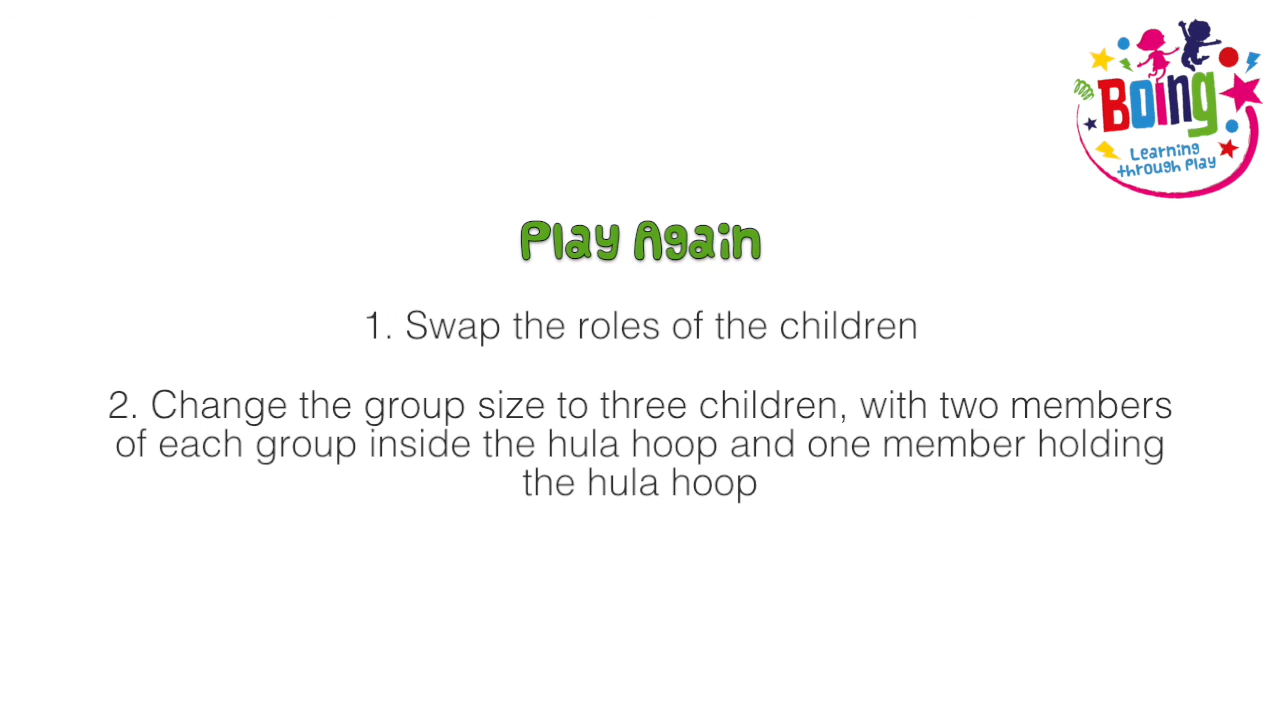 Boing
Learning
through Play
Play Again
1. Swap the roles of the children
2. Change the group size to three children, with two members
of each group inside the hula hoop and one member holding
the hula hoop